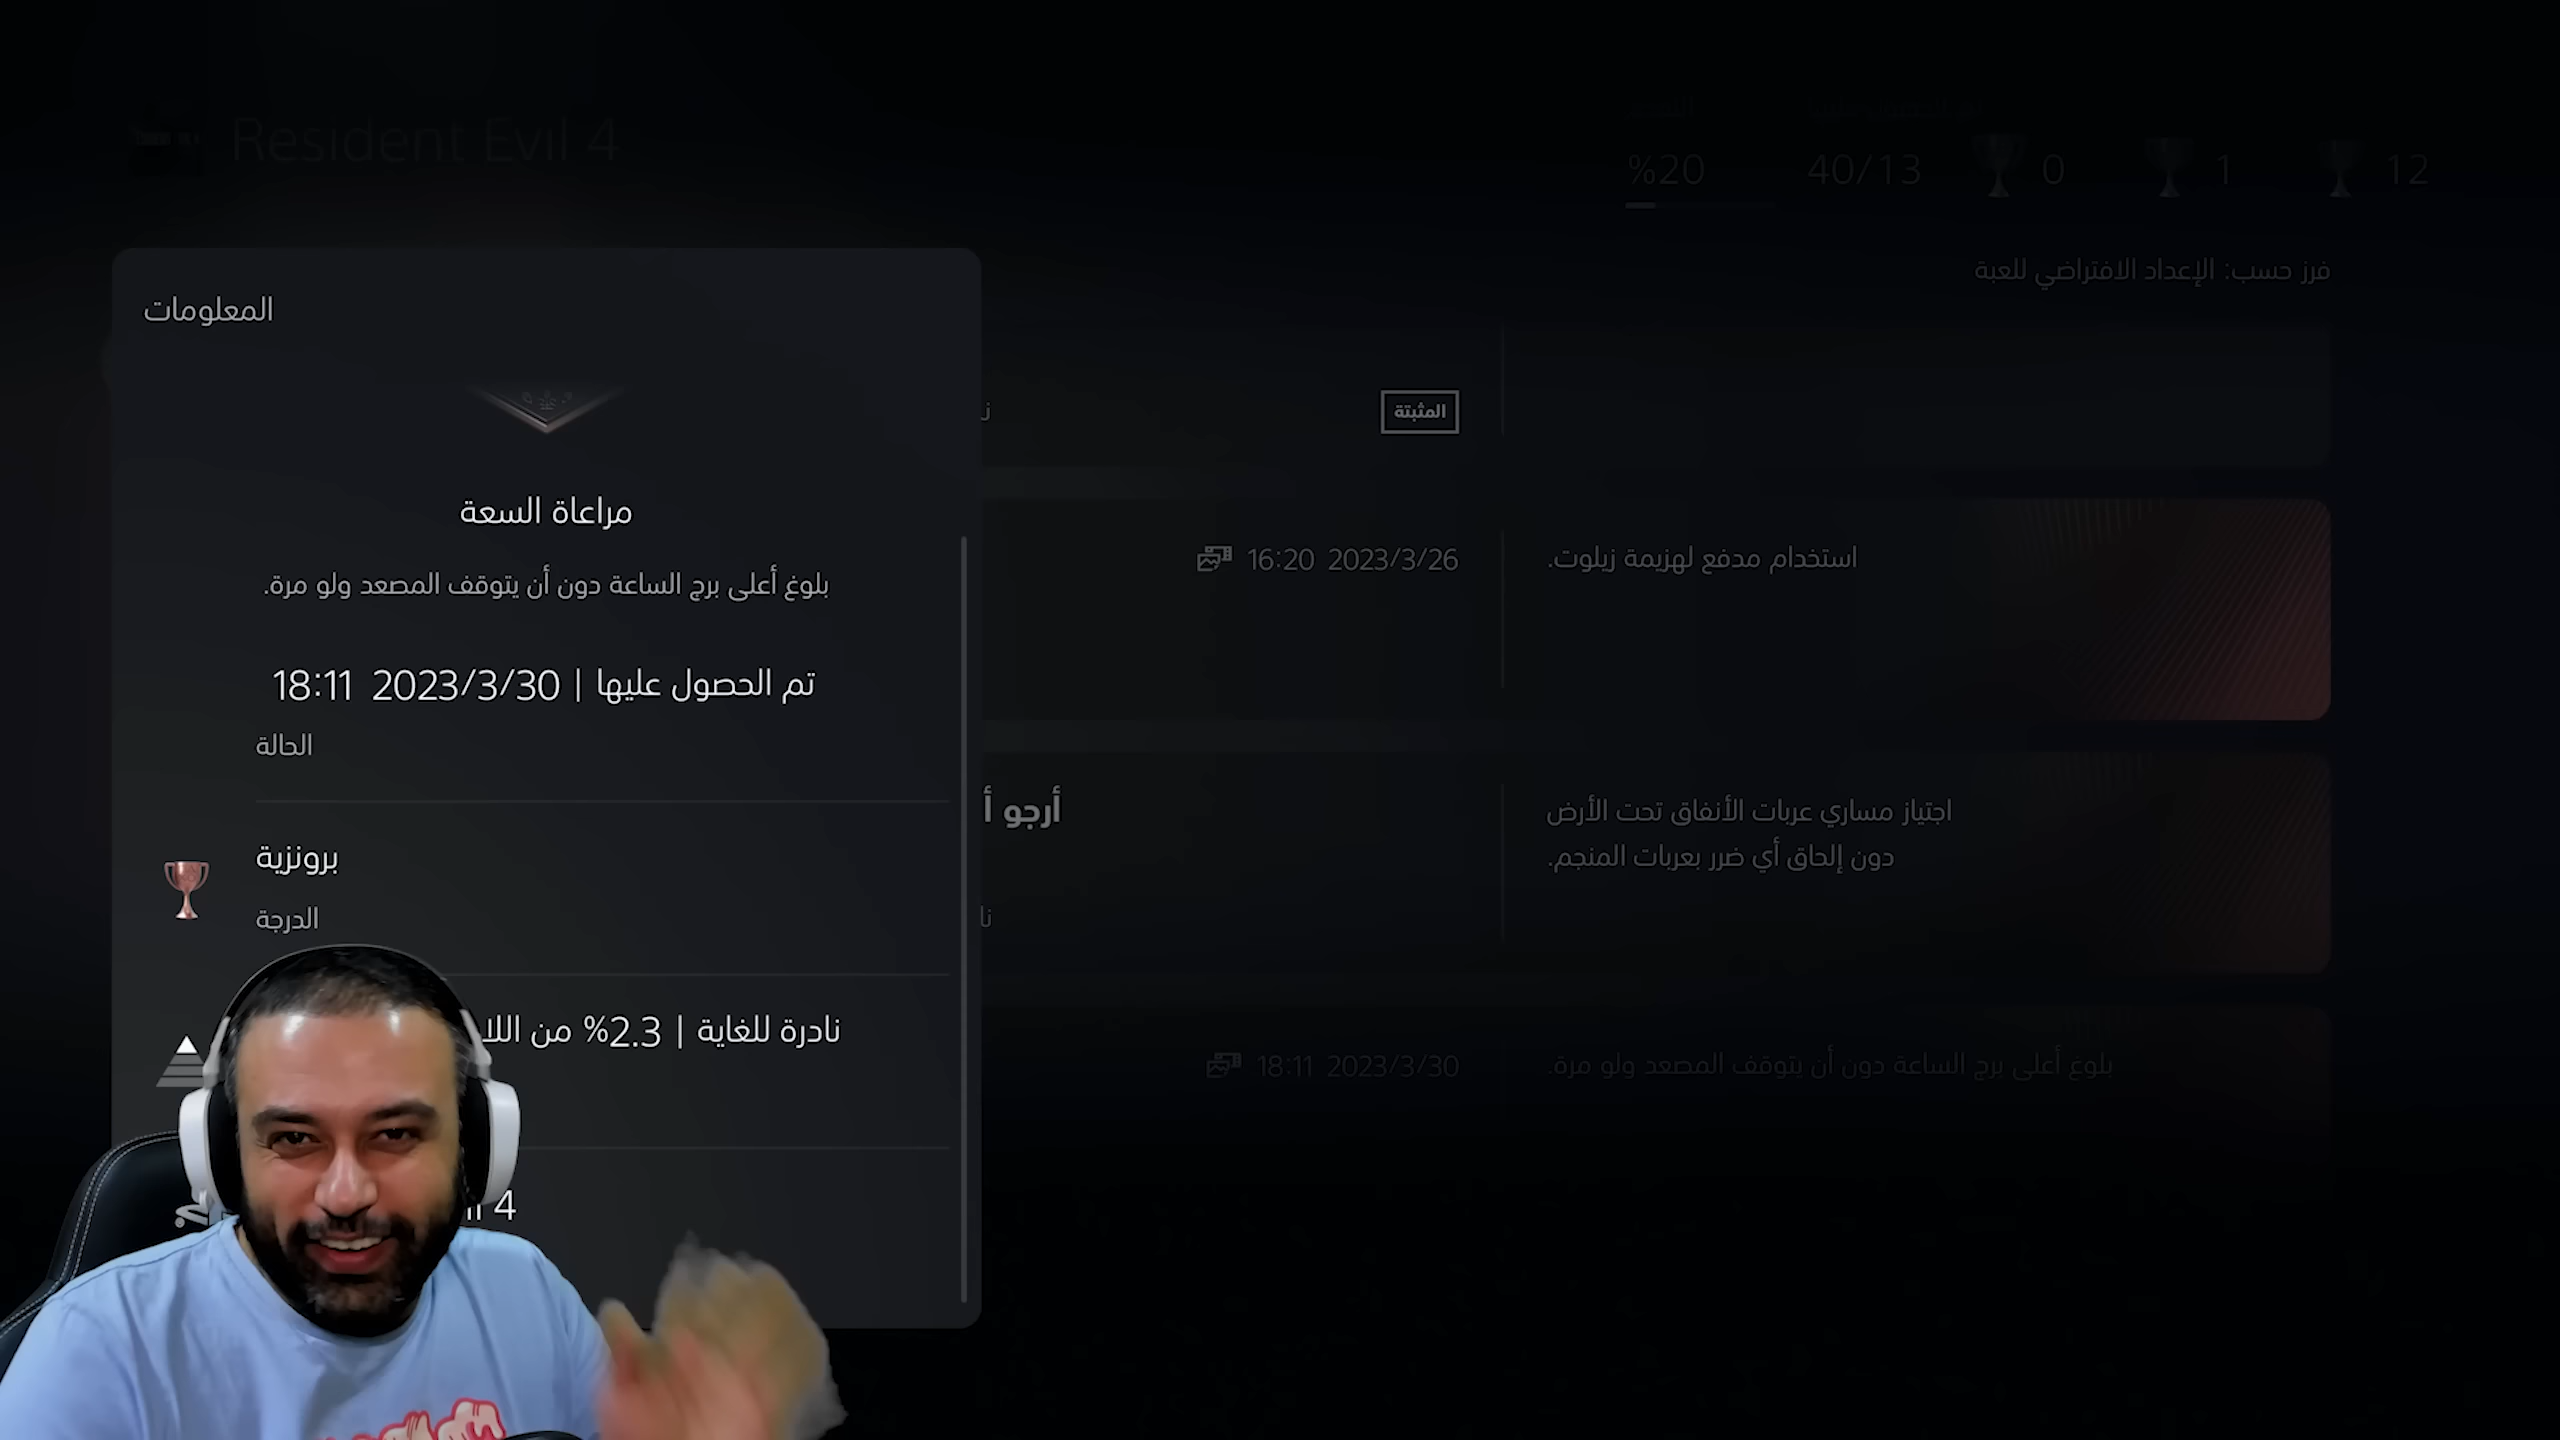 Resident Evil 4
%20
40/13
0
1
12
فرز حسب: الإعداد الافتراضي للعبة
المعلومات
المثبتة
مراعاة السعة
بلوغ أعلى برج الساعة دون أن يتوقف المصعد ولو مرة.
تم الحصول عليها | 2023/3/30 18:11
الحالة
برونزية
الدرجة
نادرة للغاية | 2.3% من
4
استخدام مدفع لهزيمة زيلوت.
2023/3/26 16:20
أرجو
اجتياز مساري عربات الأنفاق تحت الأرض
دون إلحاق أي ضرر بعربات المنجم.
بلوغ أعلى برج الساعة دون أن يتوقف المصعد ولو مرة.
2023/3/30 18:11